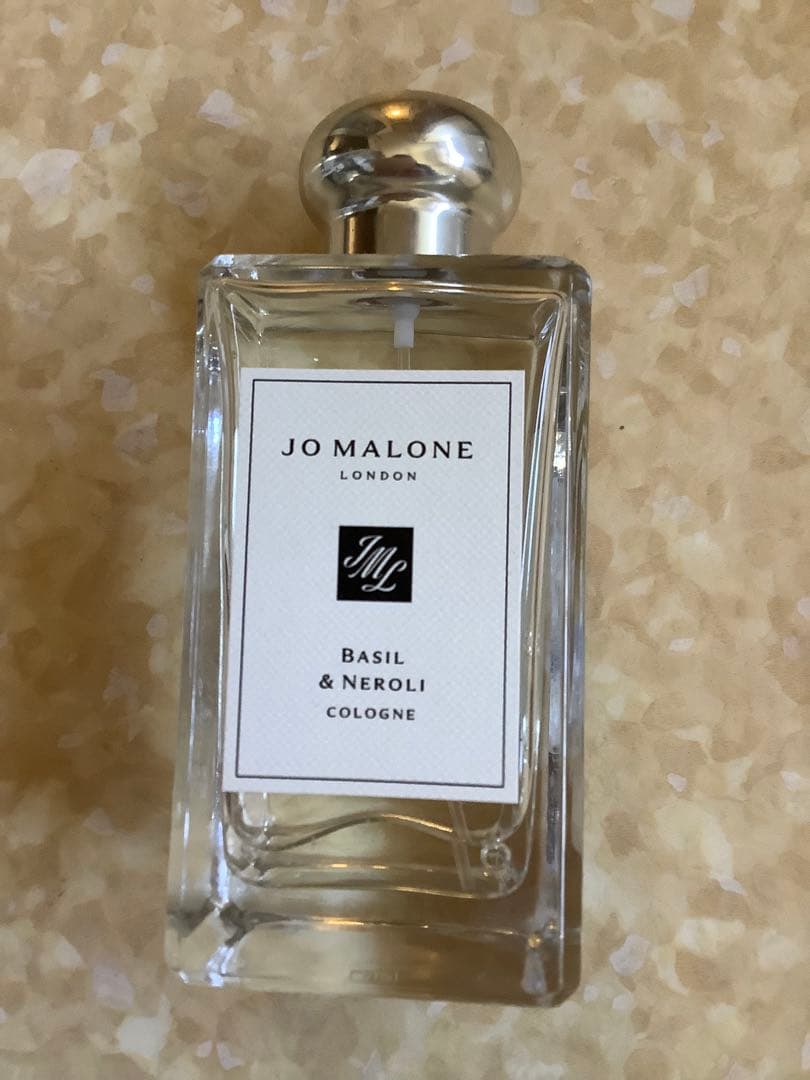 JO MALONE
LONDON
JML
BASIL
& NEROLI
COLOGNE